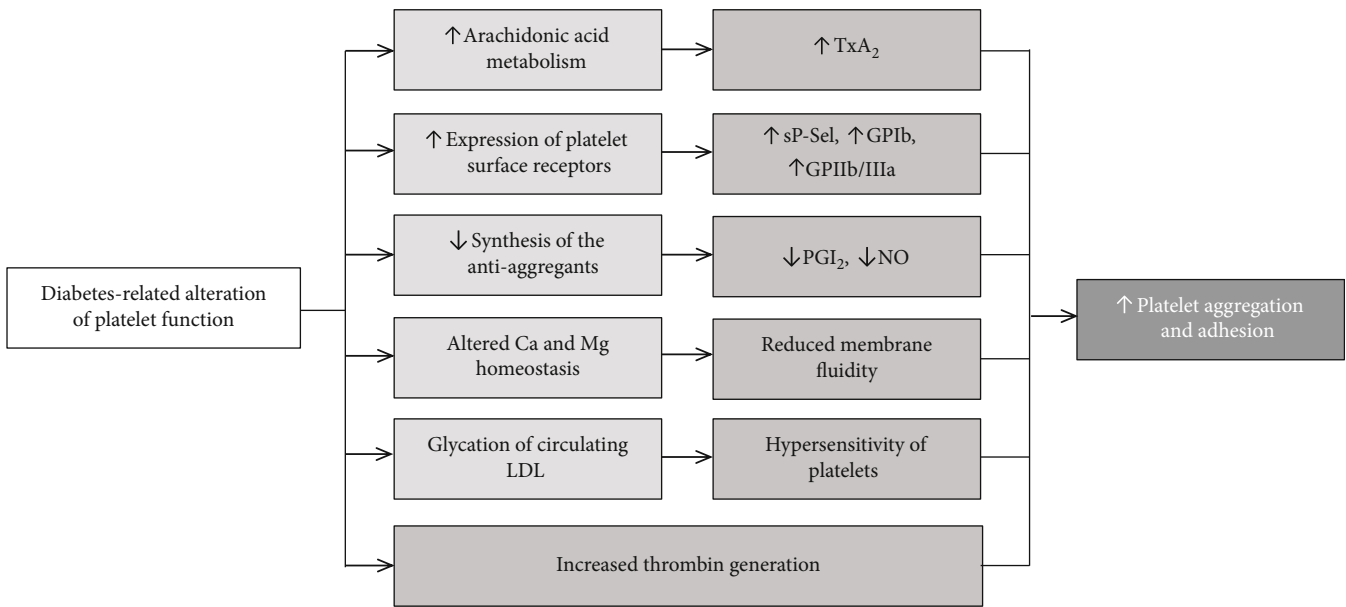 Diabetes-related alteration
of platelet function
↑ Arachidonic acid
metabolism
↑ TxA₂
↑ Expression of platelet
surface receptors
↑ sP-Sel, ↑ GPIb,
↑ GPIIb/IIIa
↓ Synthesis of the
anti-aggregants
↓ PGI₂, ↓ NO
Altered Ca and Mg
homeostasis
Reduced membrane
fluidity
Glycation of circulating
LDL
Hypersensitivity of
platelets
Increased thrombin generation
↑ Platelet aggregation
and adhesion